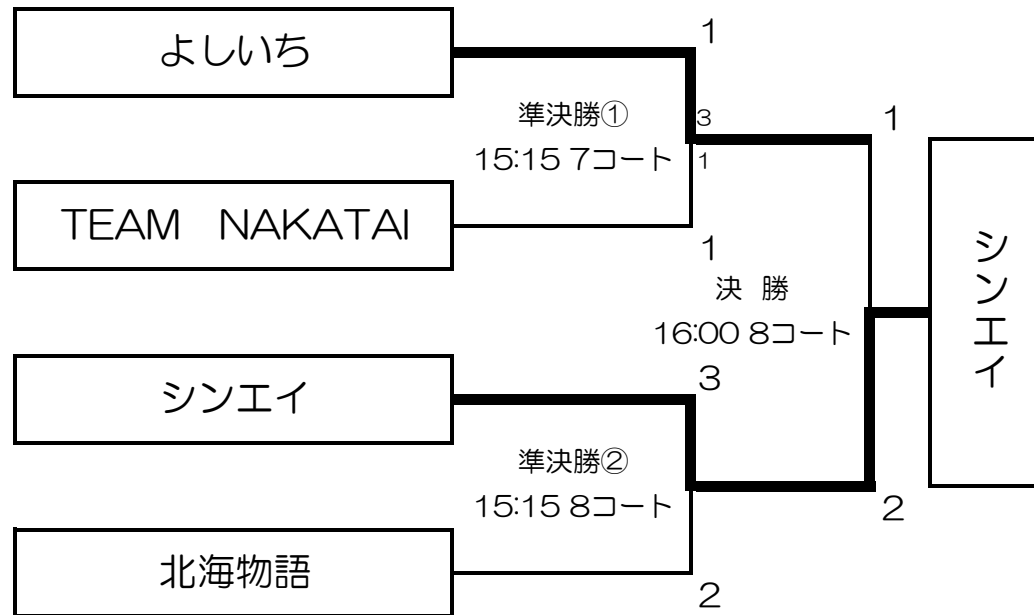 よしいち
1
準決勝①
3
15:15 7コート
1
1
TEAM　NAKATAI
1
決 勝
16:00 8コート
シンエイ
シンエイ
3
準決勝②
15:15 8コート
2
北海物語
2